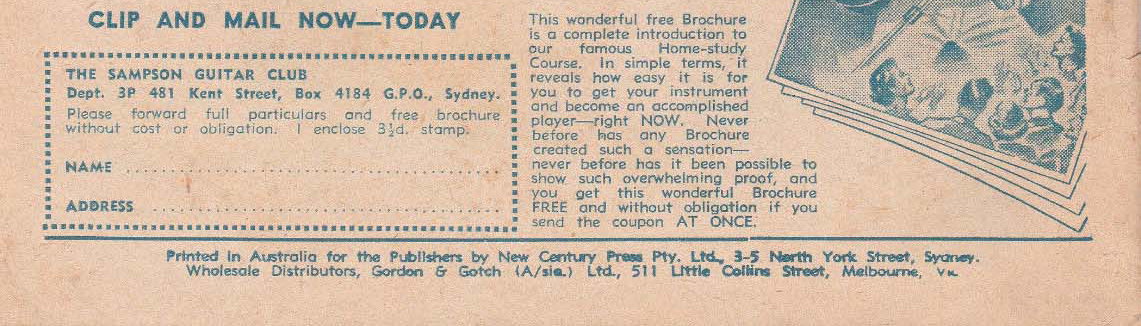 CLIP AND MAIL NOW—TODAY
THE SAMPSON GUITAR CLUB
Dept. 3P 481 Kent Street, Box 4184 G.P.O., Sydney.
Please forward full particulars and free brochure
without cost or obligation. I enclose 3½d. stamp.
NAME
ADDRESS
This wonderful free Brochure
is a complete introduction to
our famous Home-study
Course. In simple terms, it
reveals how easy it is for
you to get your instrument
and become an accomplished
player—right NOW. Never
before has any Brochure
created such a sensation—
never before has it been possible to
show such overwhelming proof, and
you get this wonderful Brochure
FREE and without obligation if you
send the coupon AT ONCE.
Printed in Australia for the Publishers by New Century Press Pty. Ltd., 3-5 North York Street, Sydney.
Wholesale Distributors, Gordon & Gotch (A/sia.) Ltd., 511 Little Collins Street, Melbourne,